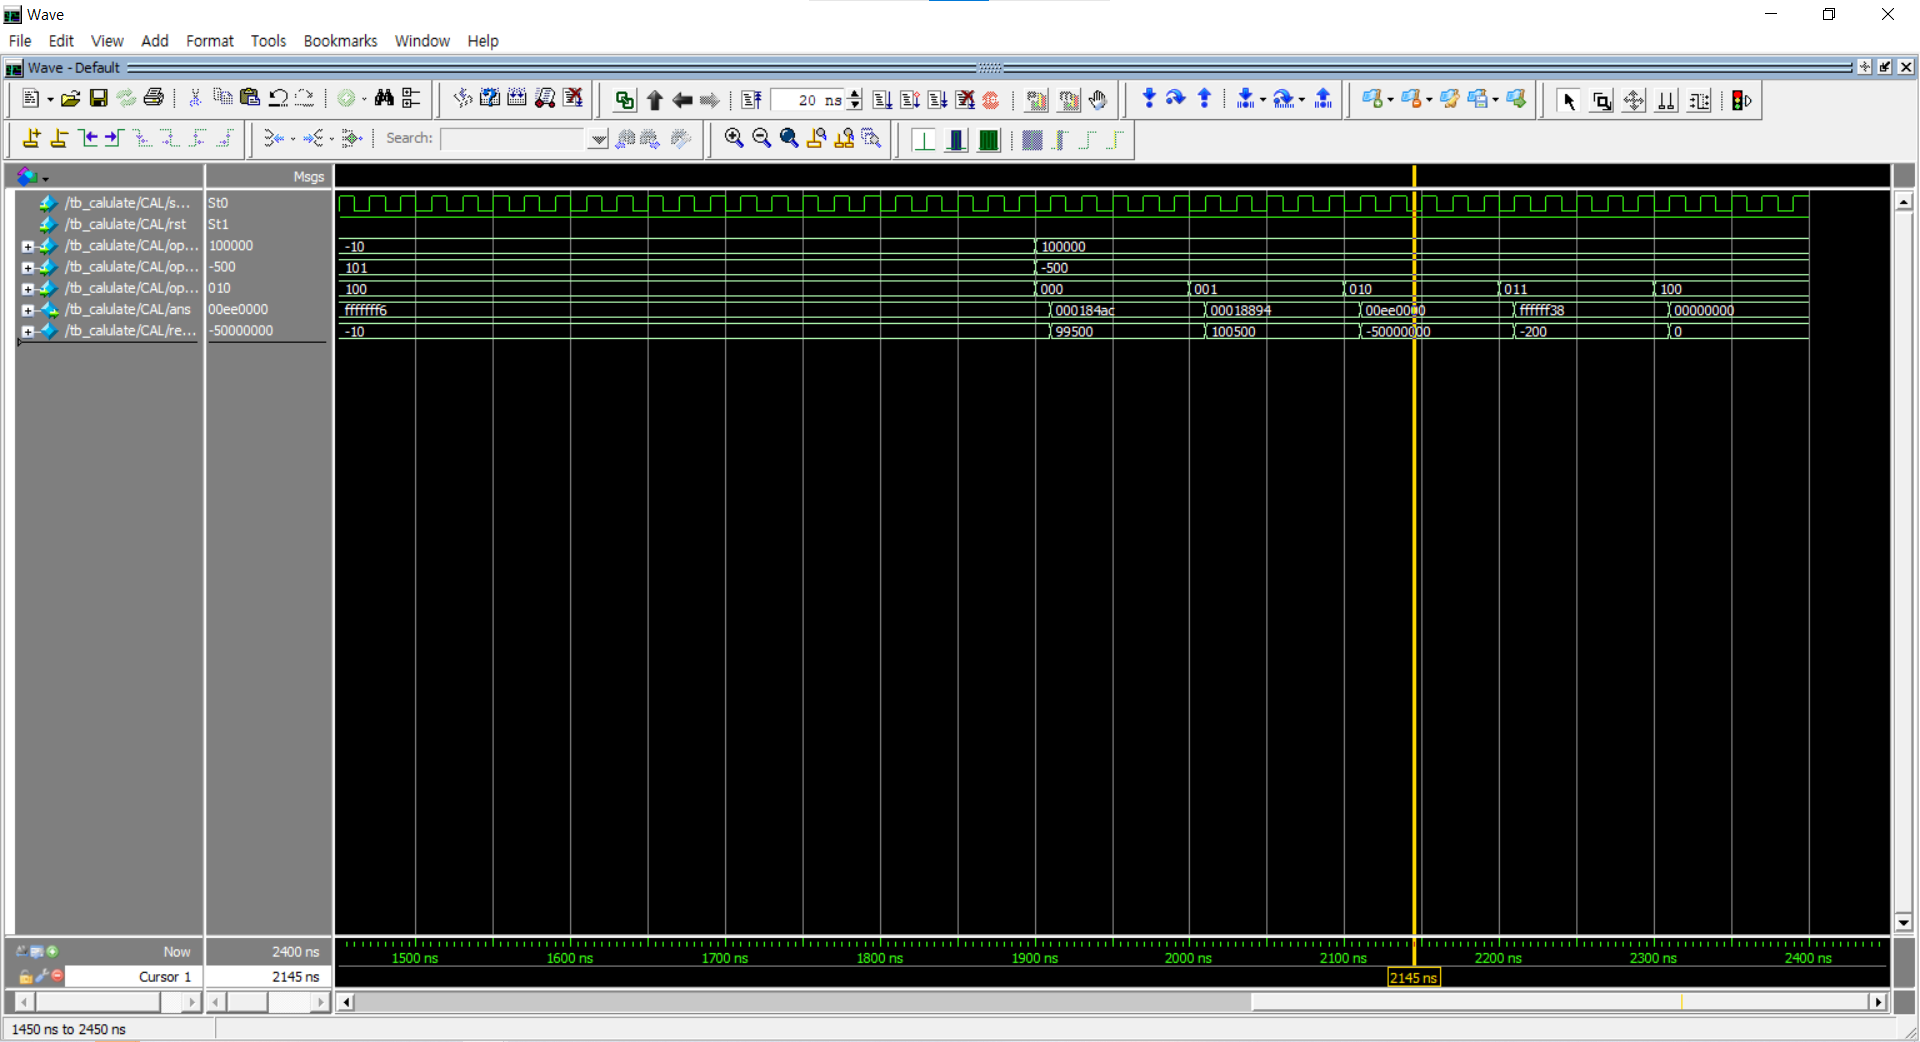 Wave
File Edit View Add Format Tools Bookmarks Window Help
Wave - Default
20 ns
Search:
Msgs
/tb_calulate/CAL/s... St0
/tb_calulate/CAL/rst St1
/tb_calulate/CAL/op... 100000 -10 100000
/tb_calulate/CAL/op... -500 101 -500
/tb_calulate/CAL/op... 010 100 000 001 010 011 100
/tb_calulate/CAL/ans 00ee0000 fffffff6 000184ac 00018894 00ee0000 ffffff38 00000000
/tb_calulate/CAL/re... -50000000 -10 99500 100500 -50000000 -200 0
Now 2400 ns 1500 ns 1600 ns 1700 ns 1800 ns 1900 ns 2000 ns 2100 ns 2200 ns 2300 ns 2400 ns
Cursor 1 2145 ns 2145 ns
1450 ns to 2450 ns